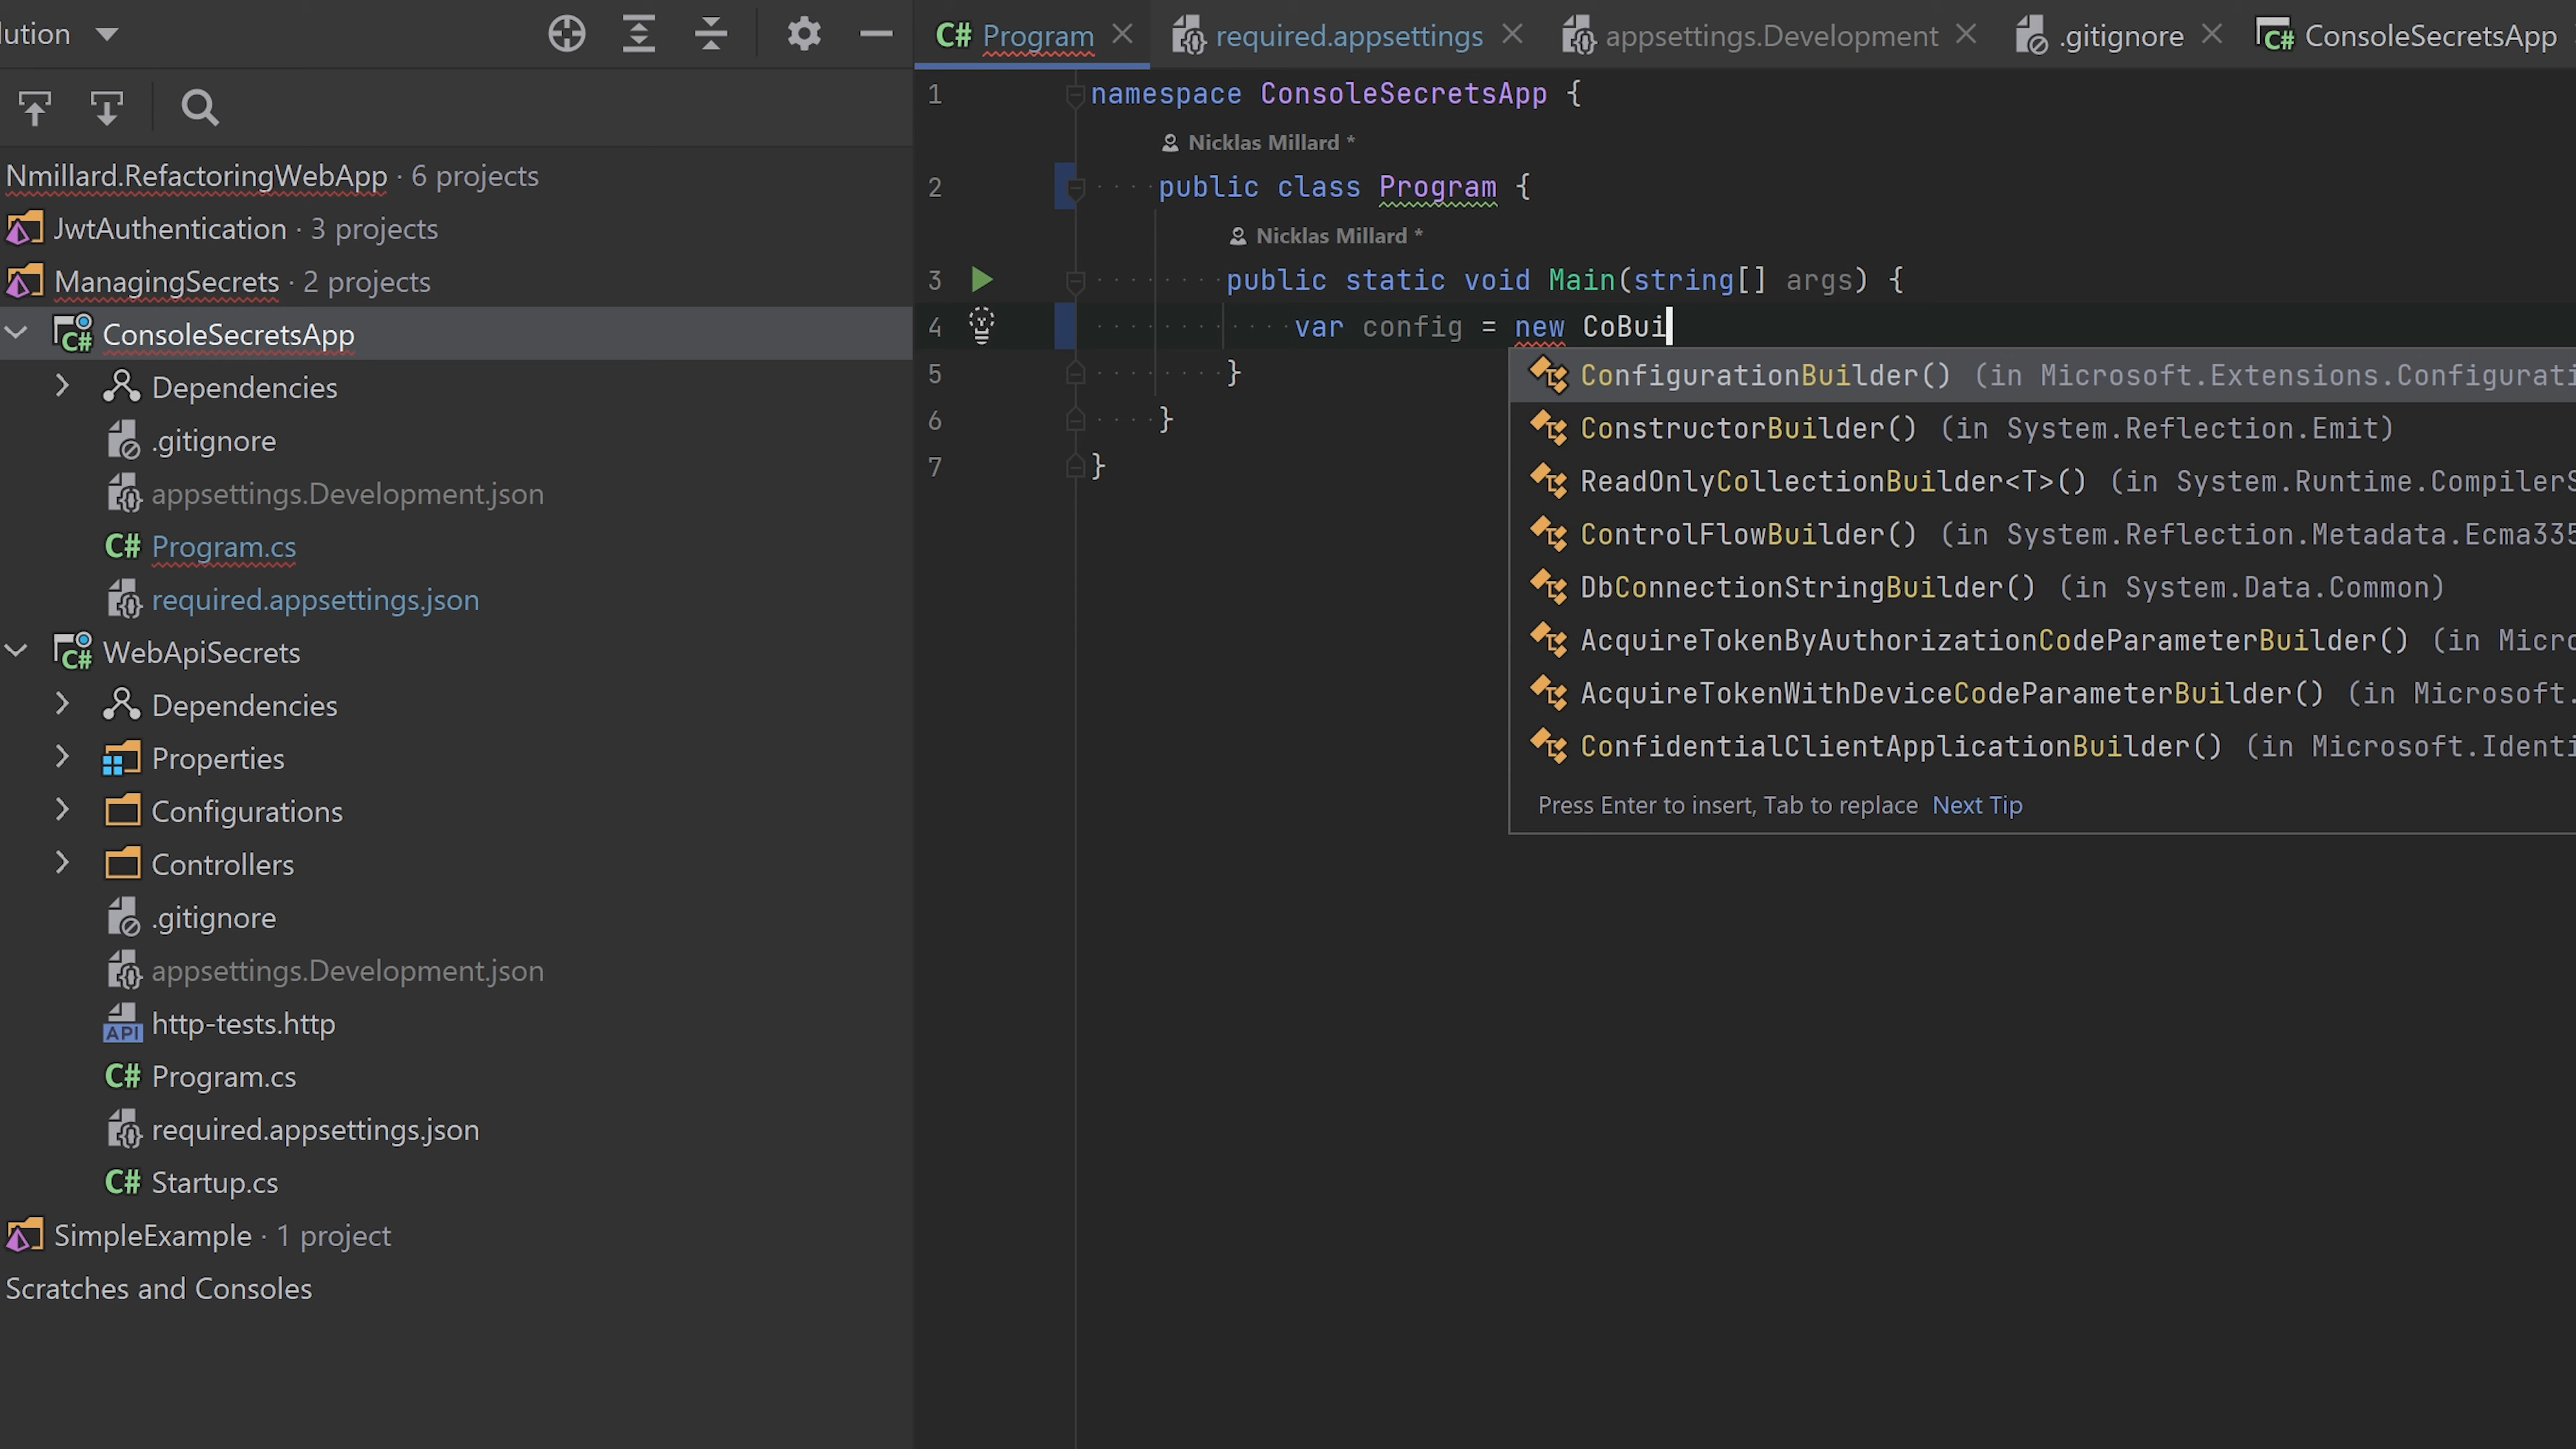 lution
Nmillard.RefactoringWebApp · 6 projects
JwtAuthentication · 3 projects
ManagingSecrets · 2 projects
C# ConsoleSecretsApp
Dependencies
.gitignore
appsettings.Development.json
C# Program.cs
required.appsettings.json
C# WebApiSecrets
Dependencies
Properties
Configurations
Controllers
.gitignore
appsettings.Development.json
API http-tests.http
C# Program.cs
required.appsettings.json
C# Startup.cs
SimpleExample · 1 project
Scratches and Consoles
C# Program required.appsettings appsettings.Development .gitignore C# ConsoleSecretsApp
1 namespace ConsoleSecretsApp {
Nicklas Millard *
2 public class Program {
Nicklas Millard *
3 public static void Main(string[] args) {
4 var config = new CoBui
5 }
6 }
7 }
ConfigurationBuilder() (in Microsoft.Extensions.Configurati
ConstructorBuilder() (in System.Reflection.Emit)
ReadOnlyCollectionBuilder<T>() (in System.Runtime.CompilerS
ControlFlowBuilder() (in System.Reflection.Metadata.Ecma335
DbConnectionStringBuilder() (in System.Data.Common)
AcquireTokenByAuthorizationCodeParameterBuilder() (in Micro
AcquireTokenWithDeviceCodeParameterBuilder() (in Microsoft.
ConfidentialClientApplicationBuilder() (in Microsoft.Identi
Press Enter to insert, Tab to replace Next Tip